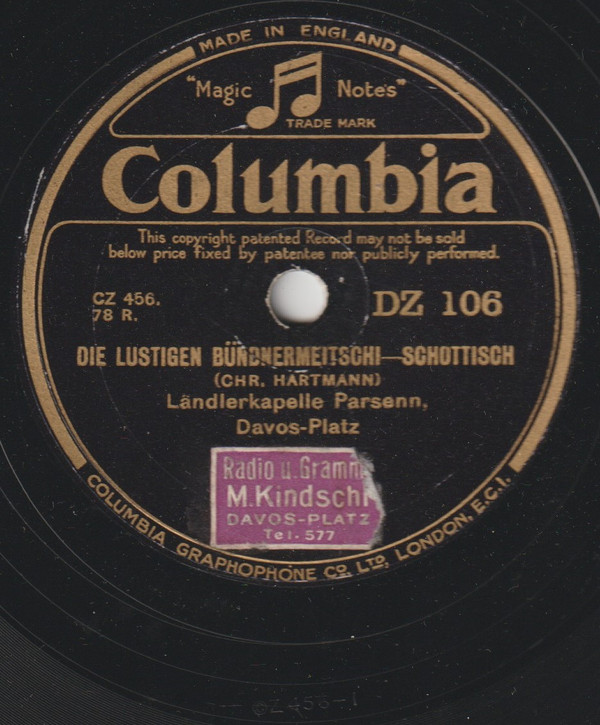 MADE IN ENGLAND
"Magic Notes"
TRADE MARK
Columbia
This copyright patented Record may not be sold
below price fixed by patentee nor publicly performed.
CZ 456.
78 R.
DZ 106
DIE LUSTIGEN BÜNDNERMEITSCHI—SCHOTTISCH
(CHR. HARTMANN)
Ländlerkapelle Parsenn,
Davos-Platz
Radio u. Gramm
M. Kindschi
DAVOS-PLATZ
Tel. 577
COLUMBIA GRAPHOPHONE CO. LTD, LONDON, E.C.1.